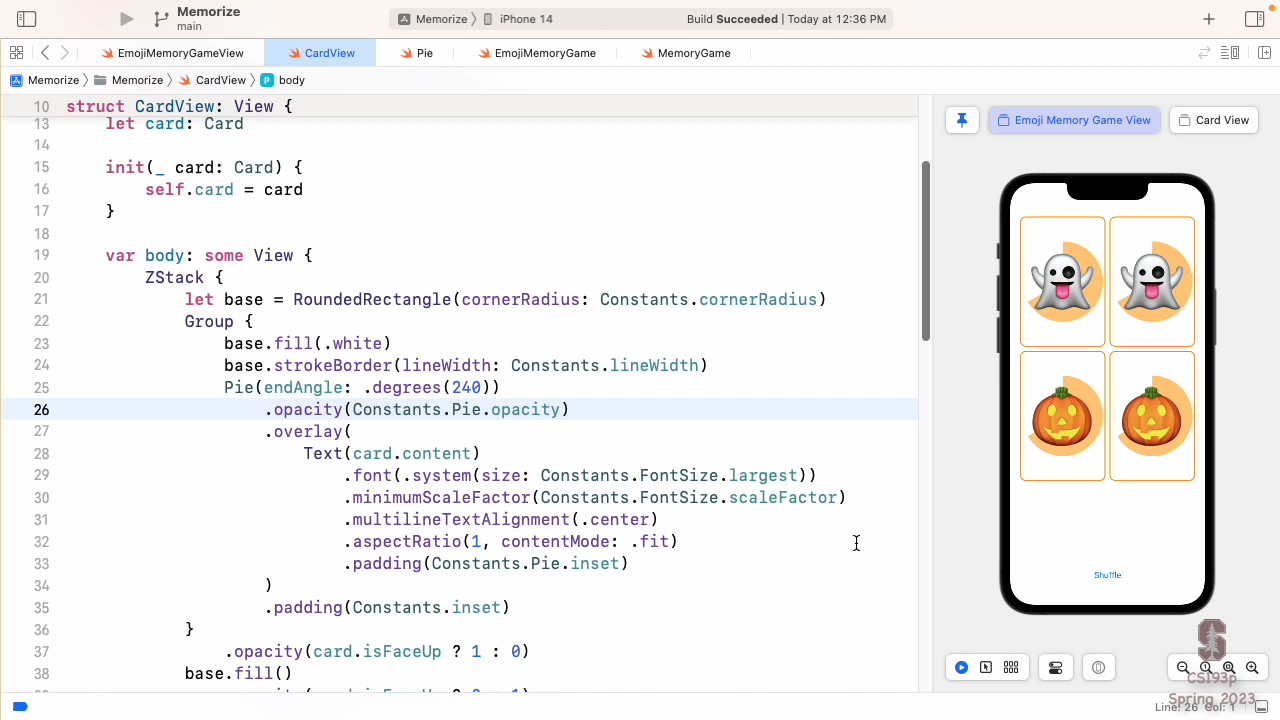 Memorize
main
Memorize 〉 iPhone 14
Build Succeeded | Today at 12:36 PM
EmojiMemoryGameView
CardView
Pie
EmojiMemoryGame
MemoryGame
Memorize 〉 Memorize 〉 CardView 〉 P body
10 struct CardView: View {
13 let card: Card
14
15 init(_ card: Card) {
16 self.card = card
17 }
18
19 var body: some View {
20 ZStack {
21 let base = RoundedRectangle(cornerRadius: Constants.cornerRadius)
22 Group {
23 base.fill(.white)
24 base.strokeBorder(lineWidth: Constants.lineWidth)
25 Pie(endAngle: .degrees(240))
26 .opacity(Constants.Pie.opacity)
27 .overlay(
28 Text(card.content)
29 .font(.system(size: Constants.FontSize.largest))
30 .minimumScaleFactor(Constants.FontSize.scaleFactor)
31 .multilineTextAlignment(.center)
32 .aspectRatio(1, contentMode: .fit)
33 .padding(Constants.Pie.inset)
34 )
35 .padding(Constants.inset)
36 }
37 .opacity(card.isFaceUp ? 1 : 0)
38 base.fill()
Emoji Memory Game View
Card View
Shuffle
CS193p
Spring 2023
Line: 26 Col: 1